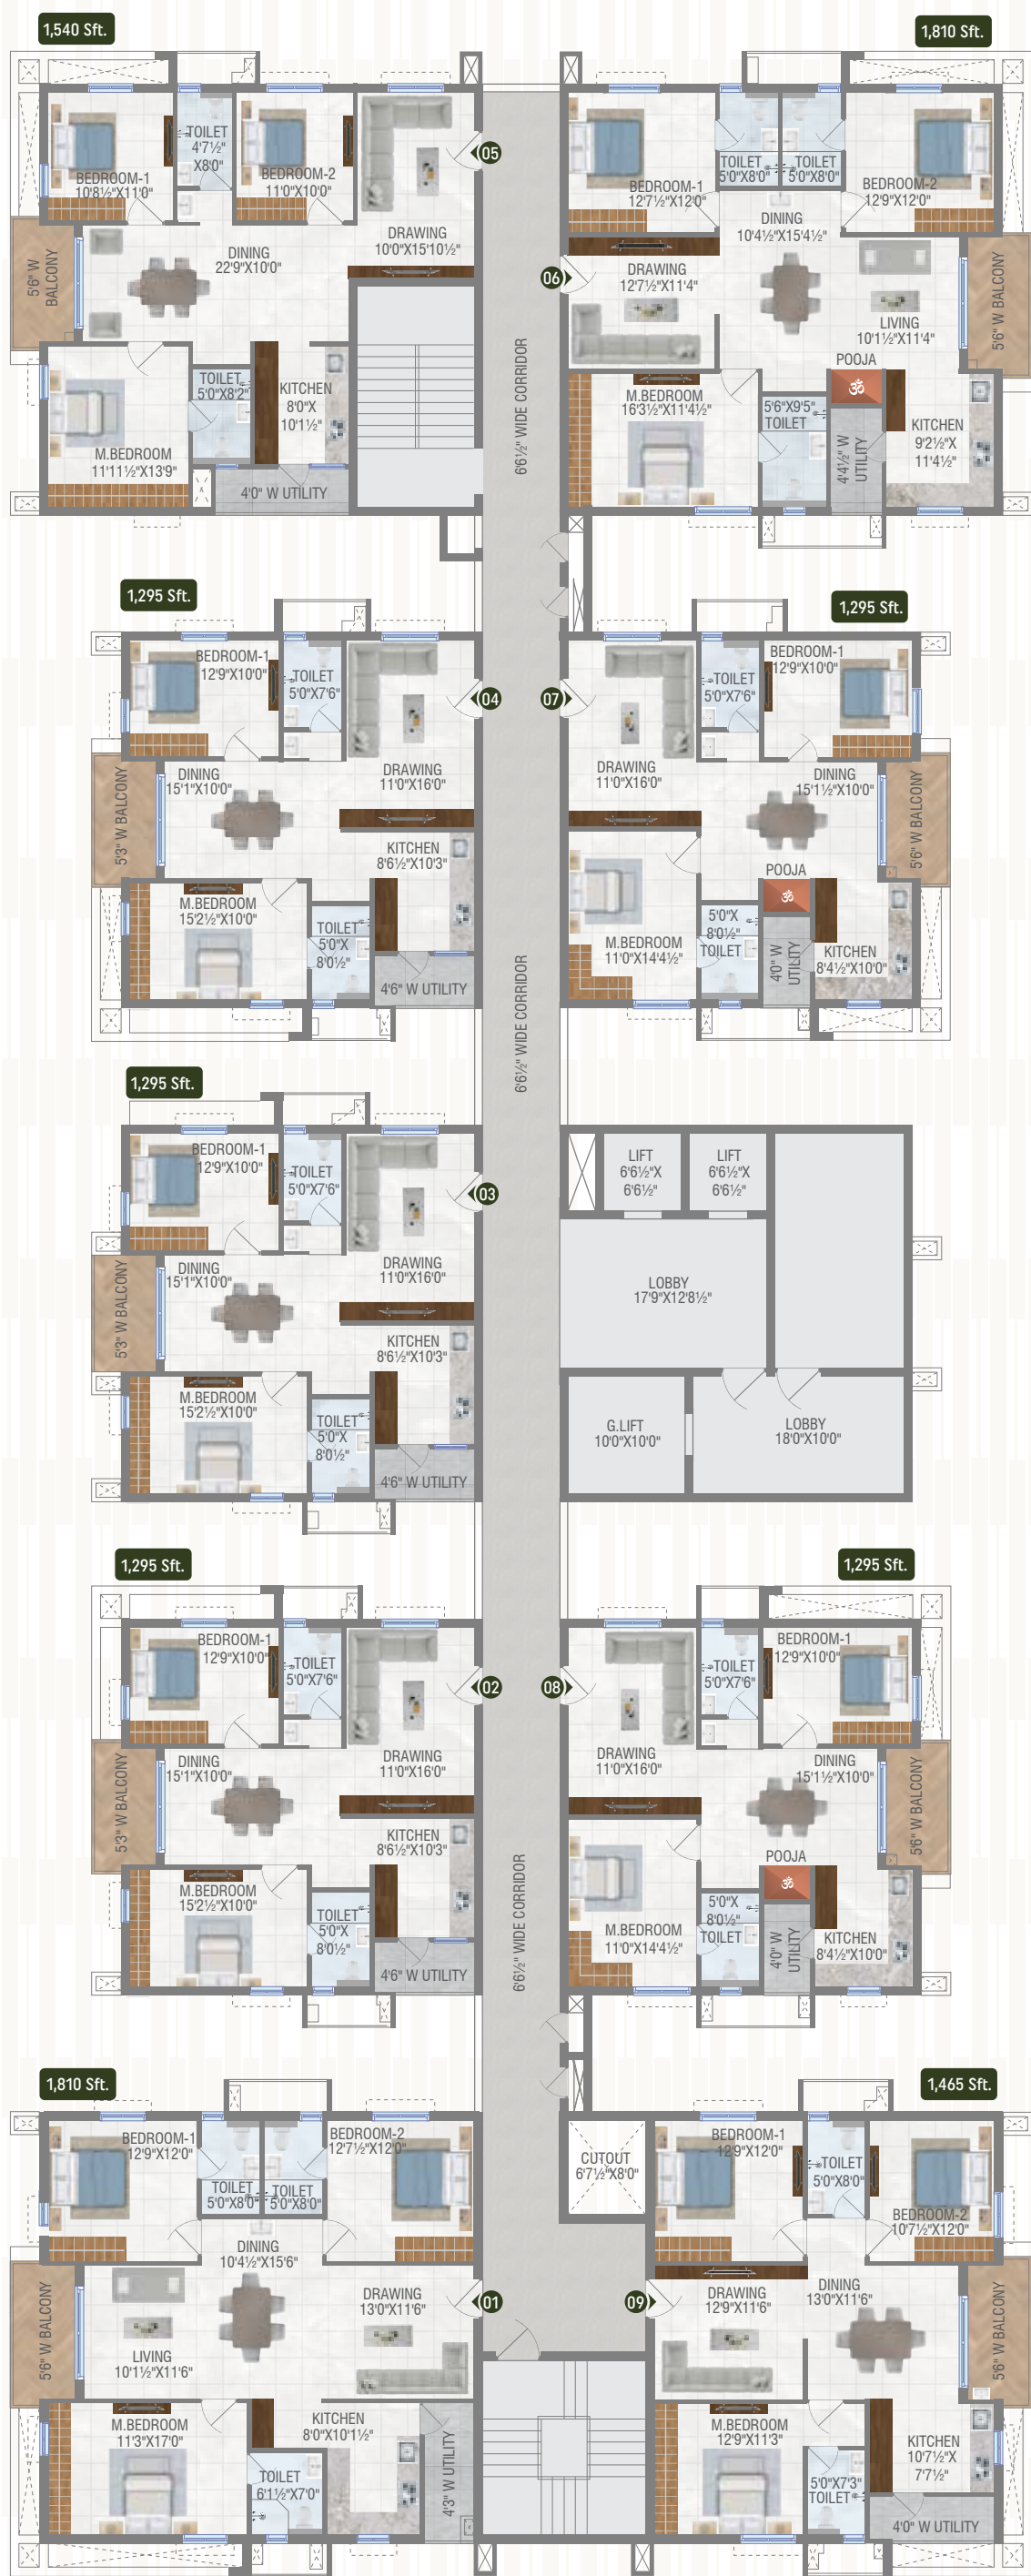 1,540 Sft.
BEDROOM-1
10'8½"X11'0"
TOILET
4'7½"
X8'0"
BEDROOM-2
11'0"X10'0"
DRAWING
10'0"X15'10½"
05
DINING
22'9"X10'0"
5'6" W
BALCONY
M.BEDROOM
11'11½"X13'9"
TOILET
5'0"X8'2"
KITCHEN
8'0"X
10'1½"
4'0" W UTILITY
1,810 Sft.
BEDROOM-1
12'7½"X12'0"
TOILET
5'0"X8'0"
TOILET
5'0"X8'0"
BEDROOM-2
12'9"X12'0"
DINING
10'4½"X15'4½"
06
DRAWING
12'7½"X11'4"
LIVING
10'1½"X11'4"
5'6" W BALCONY
POOJA
ॐ
M.BEDROOM
16'3½"X11'4½"
5'6"X9'5"
TOILET
4'4½" W
UTILITY
KITCHEN
9'2½"X
11'4½"
6'6½" WIDE CORRIDOR
1,295 Sft.
BEDROOM-1
12'9"X10'0"
TOILET
5'0"X7'6"
04
DRAWING
11'0"X16'0"
DINING
15'1"X10'0"
5'3" W BALCONY
KITCHEN
8'6½"X10'3"
M.BEDROOM
15'2½"X10'0"
TOILET
5'0"X
8'0½"
4'6" W UTILITY
1,295 Sft.
07
BEDROOM-1
12'9"X10'0"
TOILET
5'0"X7'6"
DRAWING
11'0"X16'0"
DINING
15'1½"X10'0"
5'6" W BALCONY
POOJA
ॐ
M.BEDROOM
11'0"X14'4½"
5'0"X
8'0½"
TOILET
4'0" W
UTILITY
KITCHEN
8'4½"X10'0"
6'6½" WIDE CORRIDOR
1,295 Sft.
BEDROOM-1
12'9"X10'0"
TOILET
5'0"X7'6"
03
DRAWING
11'0"X16'0"
DINING
15'1"X10'0"
5'3" W BALCONY
KITCHEN
8'6½"X10'3"
M.BEDROOM
15'2½"X10'0"
TOILET
5'0"X
8'0½"
4'6" W UTILITY
LIFT
6'6½"X
6'6½"
LIFT
6'6½"X
6'6½"
LOBBY
17'9"X12'8½"
G.LIFT
10'0"X10'0"
LOBBY
18'0"X10'0"
1,295 Sft.
BEDROOM-1
12'9"X10'0"
TOILET
5'0"X7'6"
02
DRAWING
11'0"X16'0"
DINING
15'1"X10'0"
5'3" W BALCONY
KITCHEN
8'6½"X10'3"
M.BEDROOM
15'2½"X10'0"
TOILET
5'0"X
8'0½"
4'6" W UTILITY
1,295 Sft.
08
BEDROOM-1
12'9"X10'0"
TOILET
5'0"X7'6"
DRAWING
11'0"X16'0"
DINING
15'1½"X10'0"
5'6" W BALCONY
POOJA
ॐ
M.BEDROOM
11'0"X14'4½"
5'0"X
8'0½"
TOILET
4'0" W
UTILITY
KITCHEN
8'4½"X10'0"
6'6½" WIDE CORRIDOR
1,810 Sft.
BEDROOM-1
12'9"X12'0"
TOILET
5'0"X8'0"
TOILET
5'0"X8'0"
BEDROOM-2
12'7½"X12'0"
DINING
10'4½"X15'6"
DRAWING
13'0"X11'6"
01
5'6" W BALCONY
LIVING
10'1½"X11'6"
M.BEDROOM
11'3"X17'0"
TOILET
6'1½"X7'0"
KITCHEN
8'0"X10'1½"
4'3" W UTILITY
CUTOUT
6'7½"X8'0"
1,465 Sft.
BEDROOM-1
12'9"X12'0"
TOILET
5'0"X8'0"
BEDROOM-2
10'7½"X12'0"
09
DRAWING
12'9"X11'6"
DINING
13'0"X11'6"
5'6" W BALCONY
M.BEDROOM
12'9"X11'3"
5'0"X7'3"
TOILET
KITCHEN
10'7½"X
7'7½"
4'0" W UTILITY